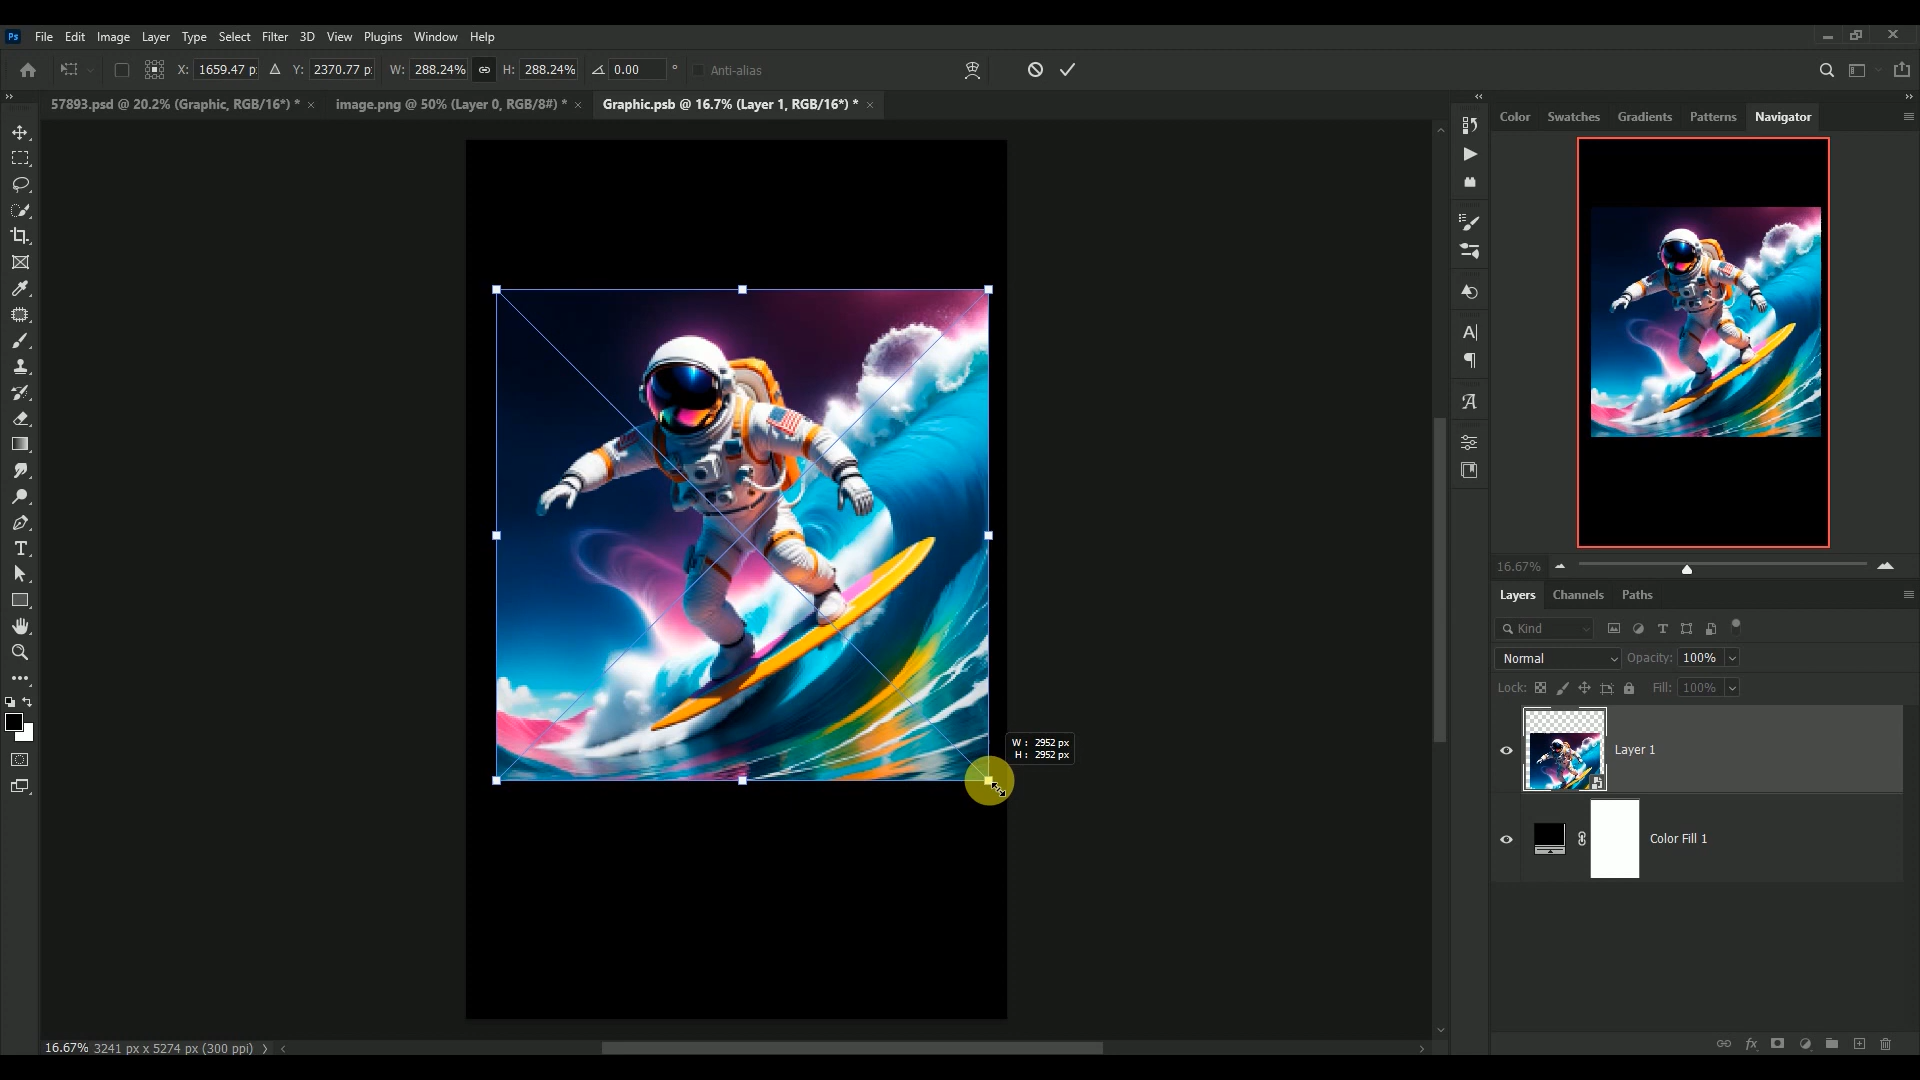 Ps File Edit Image Layer Type Select Filter 3D View Plugins Window Help
X: 1659.47 p: Y: 2370.77 p: W: 288.24% H: 288.24% 0.00 ° Anti-alias
57893.psd @ 20.2% (Graphic, RGB/16*) * × image.png @ 50% (Layer 0, RGB/8#) * × Graphic.psb @ 16.7% (Layer 1, RGB/16*) * ×
Color Swatches Gradients Patterns Navigator
16.67%
Layers Channels Paths
Kind
Normal Opacity: 100%
Lock: Fill: 100%
W : 2952 px
H : 2952 px
Layer 1
Color Fill 1
16.67% 3241 px x 5274 px (300 ppi)